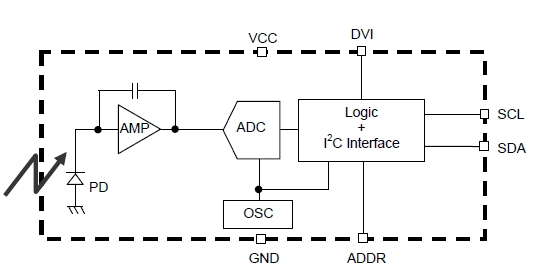 VCC
DVI
AMP
ADC
Logic
+
I²C Interface
SCL
SDA
PD
OSC
GND
ADDR